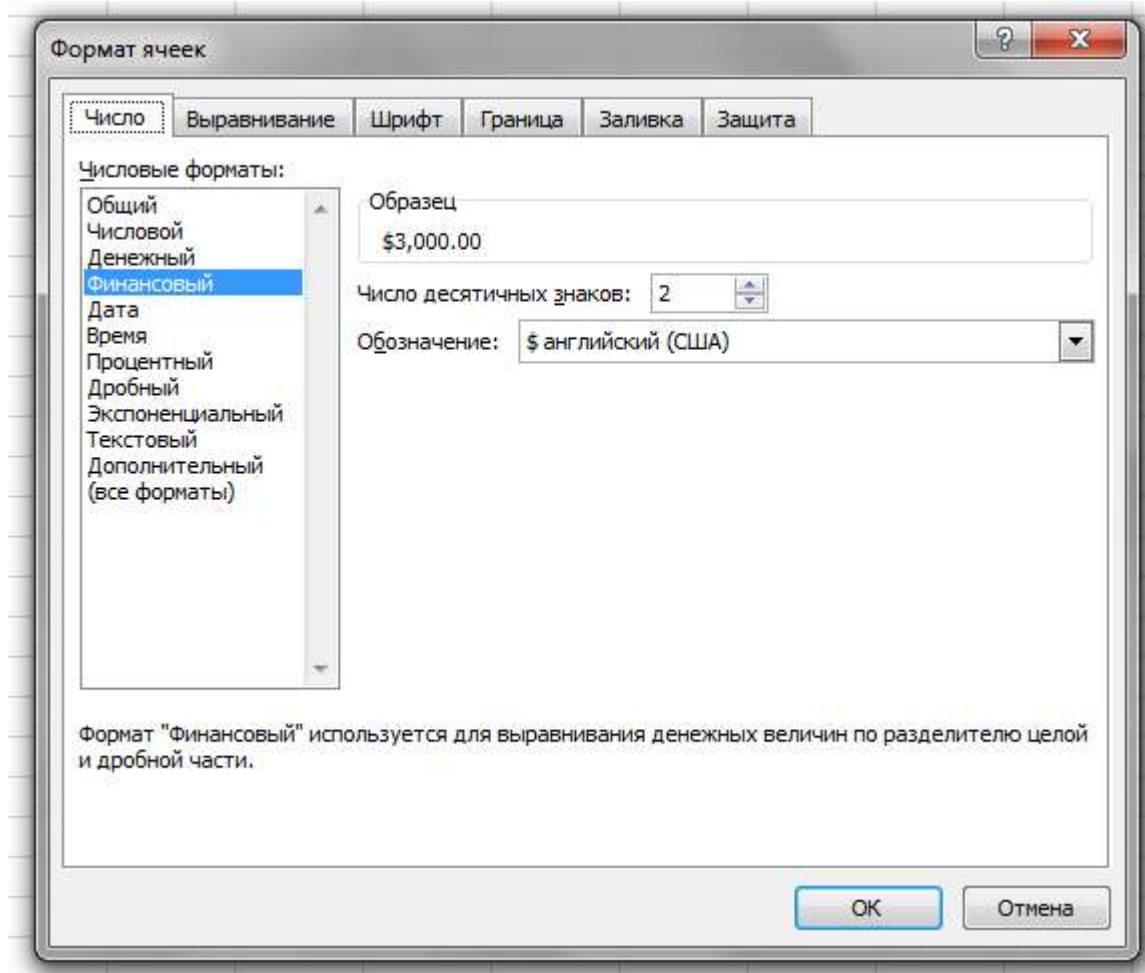 Формат ячеек
Число Выравнивание Шрифт Граница Заливка Защита
Числовые форматы:
Общий
Числовой
Денежный
Финансовый
Дата
Время
Процентный
Дробный
Экспоненциальный
Текстовый
Дополнительный
(все форматы)
Образец
$3,000.00
Число десятичных знаков: 2
Обозначение: $ английский (США)
Формат "Финансовый" используется для выравнивания денежных величин по разделителю целой
и дробной части.
ОК Отмена